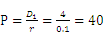 P = D₁/r = 4/0.1 = 40